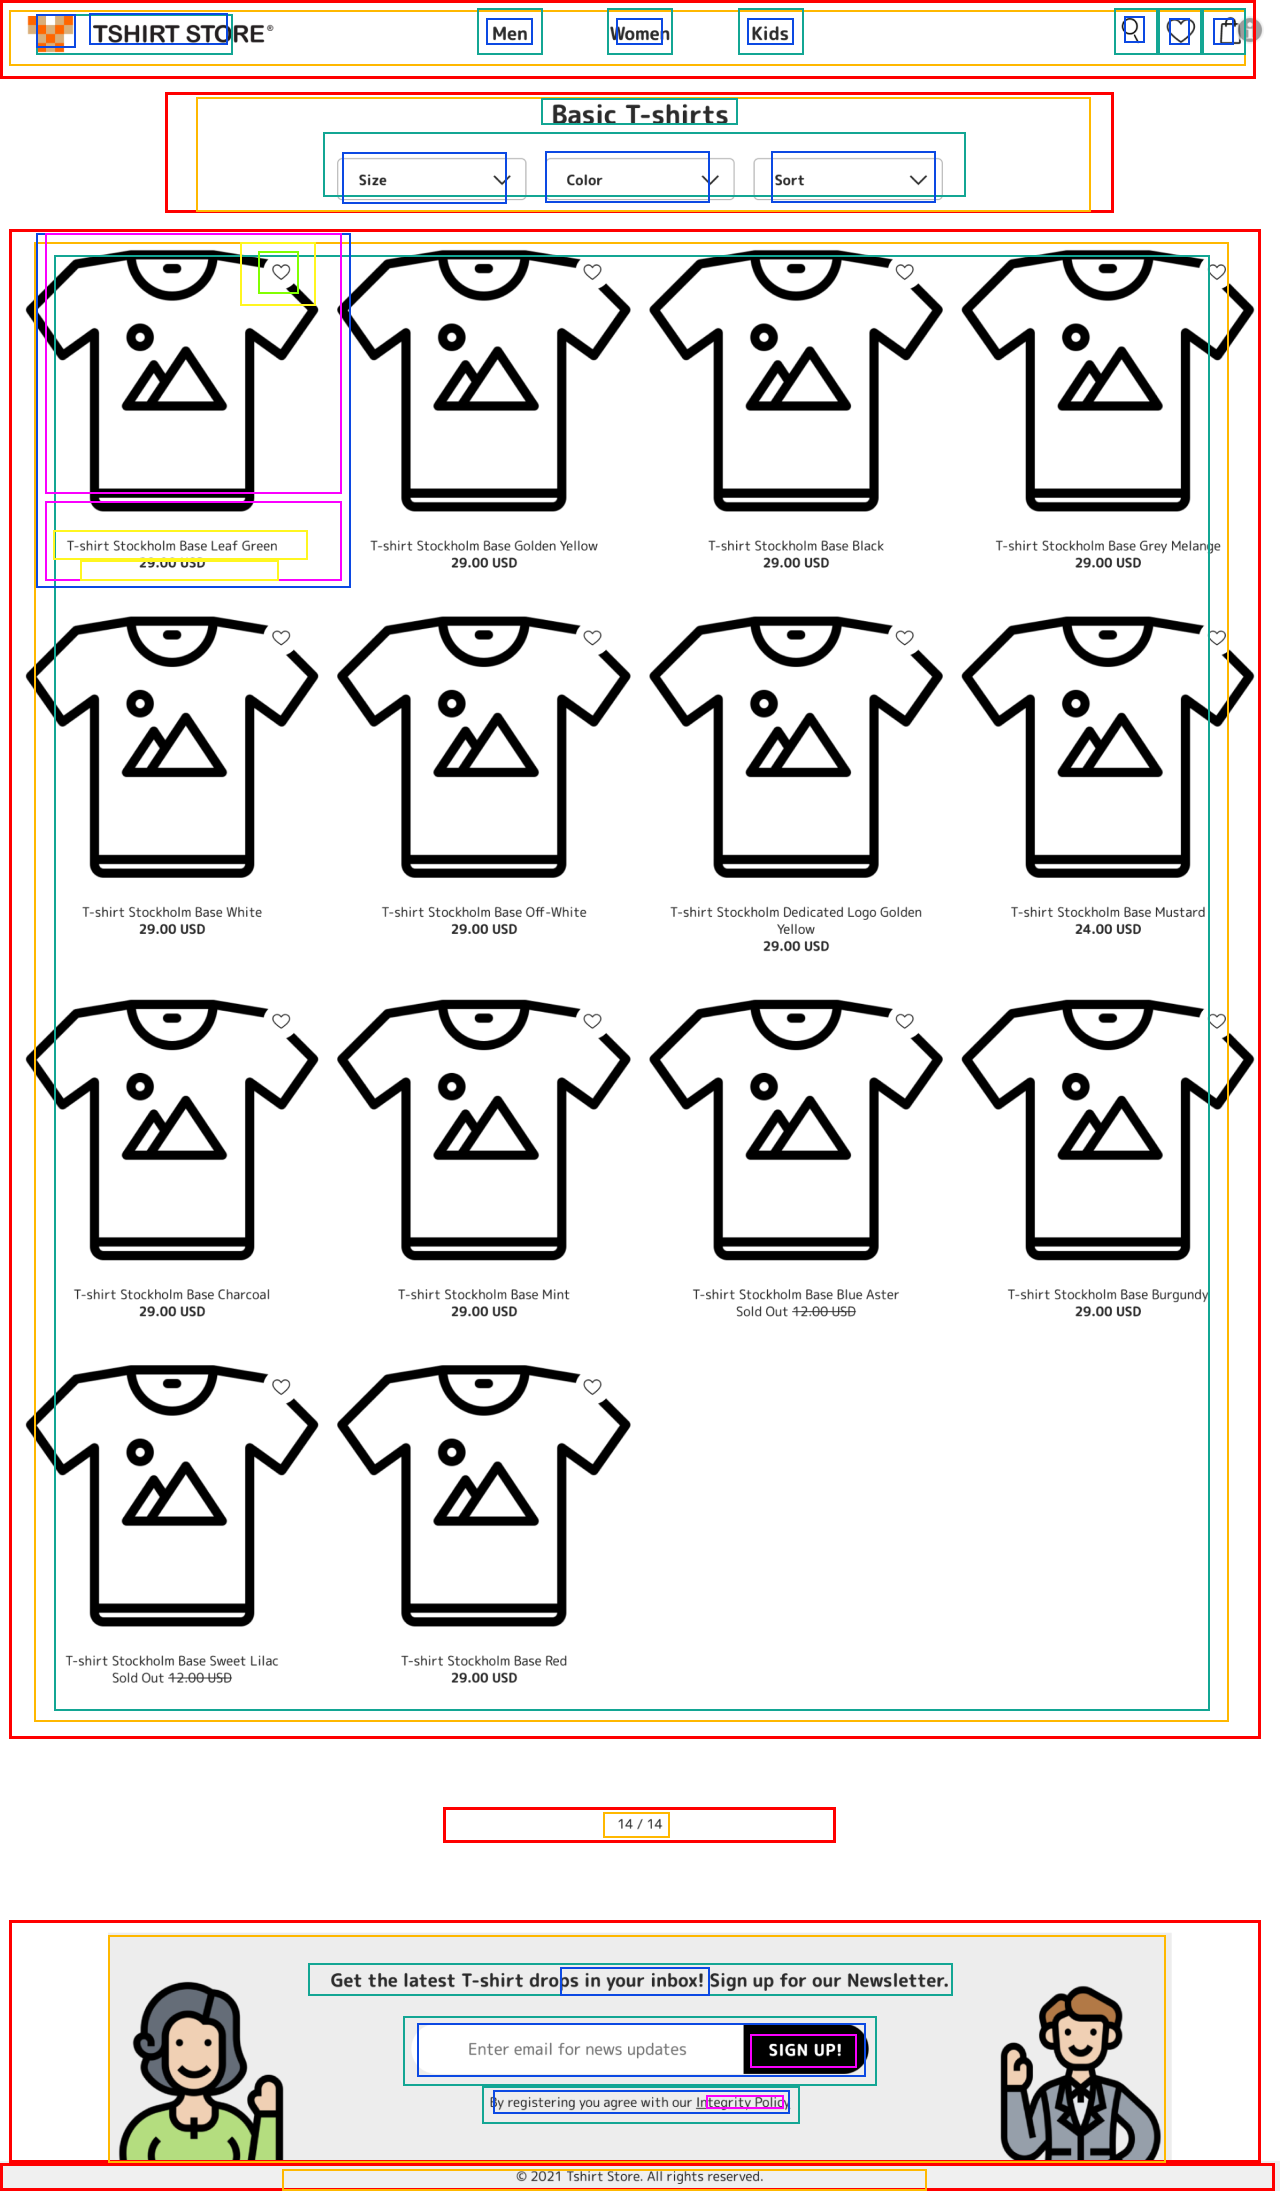 TSHIRT STORE®
Men
Women
Kids
Basic T-shirts
Size
Color
Sort
T-shirt Stockholm Base Leaf Green
29.00 USD
T-shirt Stockholm Base Golden Yellow
29.00 USD
T-shirt Stockholm Base Black
29.00 USD
T-shirt Stockholm Base Grey Melange
29.00 USD
T-shirt Stockholm Base White
29.00 USD
T-shirt Stockholm Base Off-White
29.00 USD
T-shirt Stockholm Dedicated Logo Golden
Yellow
29.00 USD
T-shirt Stockholm Base Mustard
24.00 USD
T-shirt Stockholm Base Charcoal
29.00 USD
T-shirt Stockholm Base Mint
29.00 USD
T-shirt Stockholm Base Blue Aster
Sold Out 12.00 USD
T-shirt Stockholm Base Burgundy
29.00 USD
T-shirt Stockholm Base Sweet Lilac
Sold Out 12.00 USD
T-shirt Stockholm Base Red
29.00 USD
14 / 14
Get the latest T-shirt drops in your inbox! Sign up for our Newsletter.
Enter email for news updates
SIGN UP!
By registering you agree with our Integrity Policy
© 2021 Tshirt Store. All rights reserved.